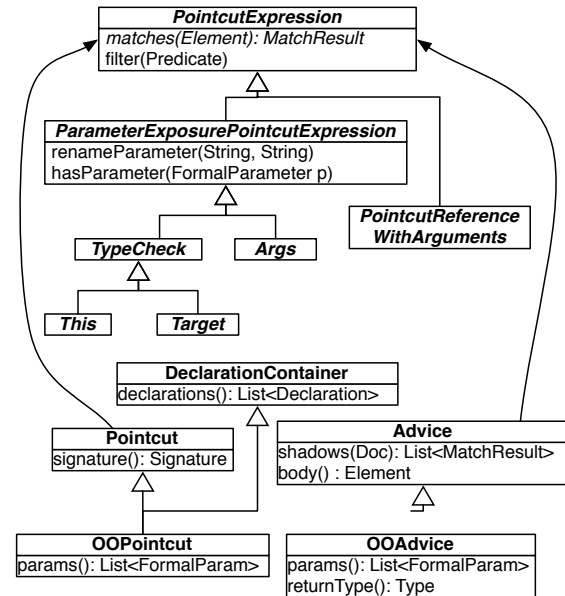 PointcutExpression
matches(Element): MatchResult
filter(Predicate)
ParameterExposurePointcutExpression
renameParameter(String, String)
hasParameter(FormalParameter p)
PointcutReference
WithArguments
TypeCheck
Args
This
Target
DeclarationContainer
declarations(): List<Declaration>
Pointcut
signature(): Signature
Advice
shadows(Doc): List<MatchResult>
body() : Element
OOPointcut
params(): List<FormalParam>
OOAdvice
params(): List<FormalParam>
returnType(): Type